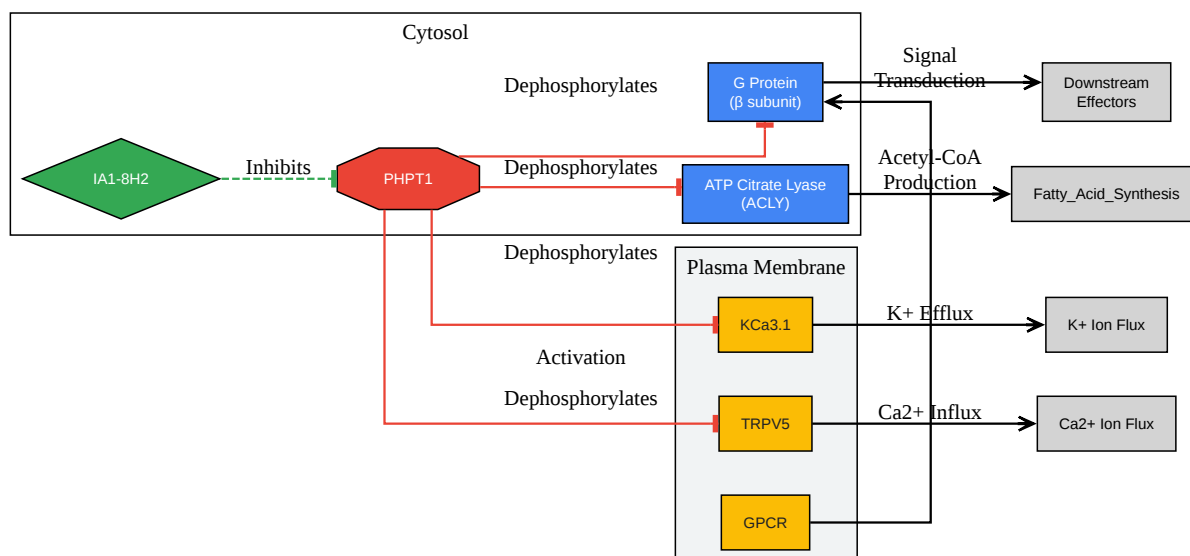 Cytosol
Signal
Transduction
Dephosphorylates
G Protein
(β subunit)
Downstream
Effectors
IA1-8H2
Inhibits
PHPT1
Dephosphorylates
ATP Citrate Lyase
(ACLY)
Acetyl-CoA
Production
Fatty_Acid_Synthesis
Dephosphorylates
Plasma Membrane
KCa3.1
K+ Efflux
K+ Ion Flux
Activation
Dephosphorylates
TRPV5
Ca2+ Influx
Ca2+ Ion Flux
GPCR